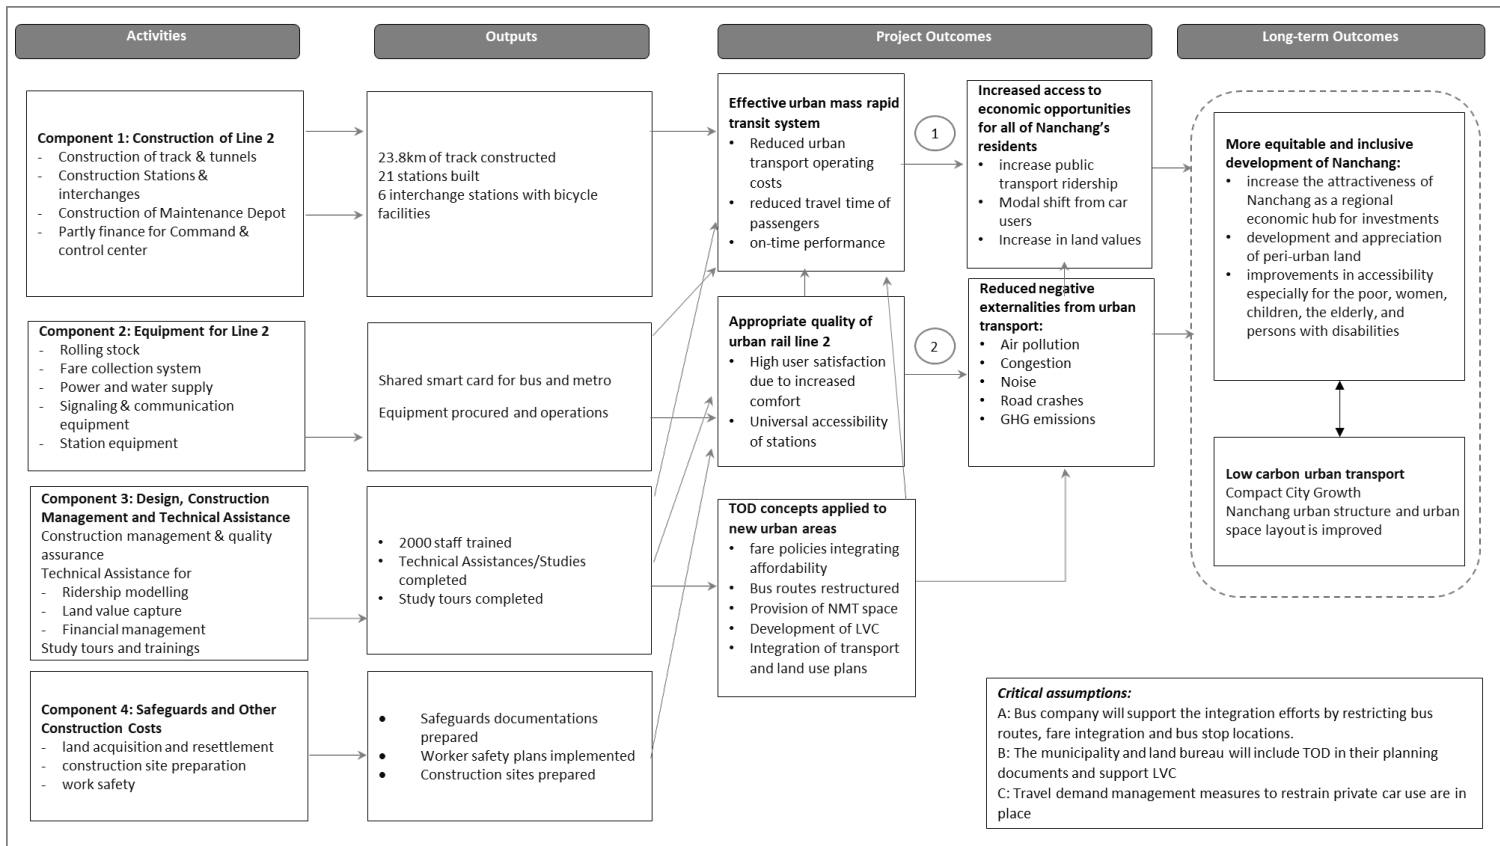 Activities
Outputs
Project Outcomes
Long-term Outcomes
Component 1: Construction of Line 2
- Construction of track & tunnels
- Construction Stations &
interchanges
- Construction of Maintenance Depot
- Partly finance for Command &
control center
23.8km of track constructed
21 stations built
6 interchange stations with bicycle
facilities
Effective urban mass rapid
transit system
• Reduced urban
transport operating
costs
• reduced travel time of
passengers
• on-time performance
1
Increased access to
economic opportunities
for all of Nanchang's
residents
• increase public
transport ridership
• Modal shift from car
users
• Increase in land values
More equitable and inclusive
development of Nanchang:
• increase the attractiveness of
Nanchang as a regional
economic hub for investments
• development and appreciation
of peri-urban land
• improvements in accessibility
especially for the poor, women,
children, the elderly, and
persons with disabilities
Component 2: Equipment for Line 2
- Rolling stock
- Fare collection system
- Power and water supply
- Signaling & communication
equipment
- Station equipment
Shared smart card for bus and metro
Equipment procured and operations
Appropriate quality of
urban rail line 2
• High user satisfaction
due to increased
comfort
• Universal accessibility
of stations
2
Reduced negative
externalities from urban
transport:
• Air pollution
• Congestion
• Noise
• Road crashes
• GHG emissions
Low carbon urban transport
Compact City Growth
Nanchang urban structure and urban
space layout is improved
Component 3: Design, Construction
Management and Technical Assistance
Construction management & quality
assurance
Technical Assistance for
- Ridership modelling
- Land value capture
- Financial management
Study tours and trainings
• 2000 staff trained
• Technical Assistances/Studies
completed
• Study tours completed
TOD concepts applied to
new urban areas
• fare policies integrating
affordability
• Bus routes restructured
• Provision of NMT space
• Development of LVC
• Integration of transport
and land use plans
Component 4: Safeguards and Other
Construction Costs
- land acquisition and resettlement
- construction site preparation
- work safety
● Safeguards documentations
prepared
● Worker safety plans implemented
● Construction sites prepared
Critical assumptions:
A: Bus company will support the integration efforts by restricting bus
routes, fare integration and bus stop locations.
B: The municipality and land bureau will include TOD in their planning
documents and support LVC
C: Travel demand management measures to restrain private car use are in
place